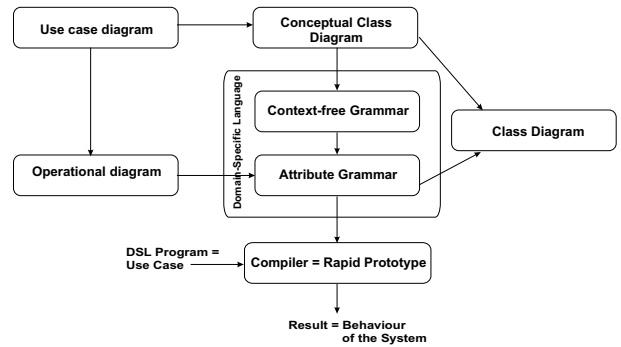 Use case diagram
Conceptual Class
Diagram
Domain-Specific Language
Context-free Grammar
Class Diagram
Operational diagram
Attribute Grammar
DSL Program =
Use Case
Compiler = Rapid Prototype
Result = Behaviour
of the System